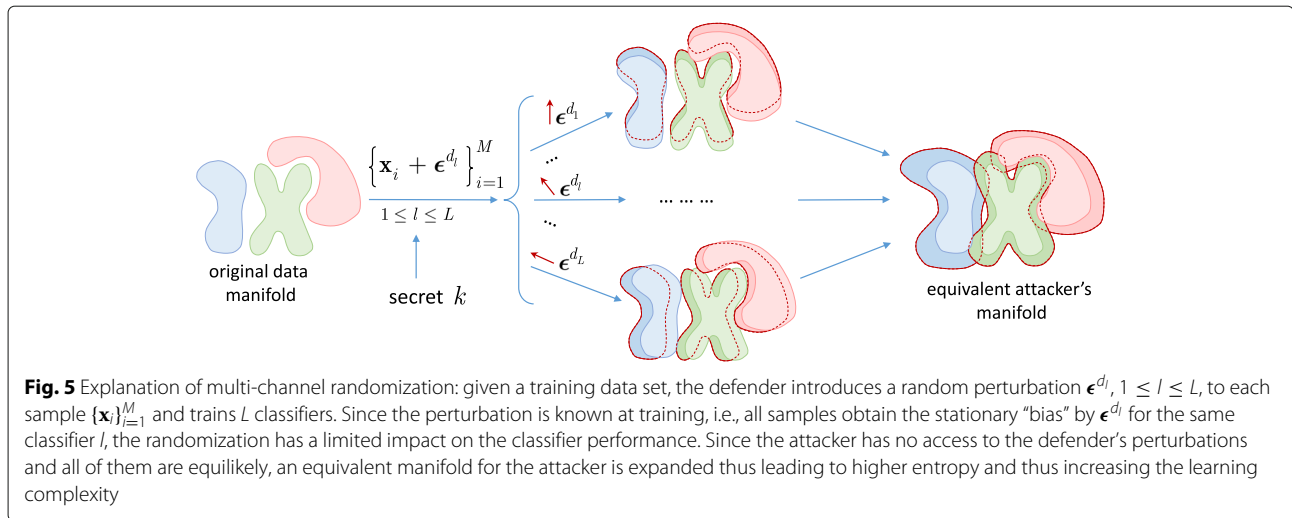 original data
manifold
{𝐱ᵢ + 𝛜^{d_l}}_{i=1}^{M}
1 ≤ l ≤ L
secret k
𝛜^{d_1}
...
𝛜^{d_l}
...
𝛜^{d_L}
... ... ...
equivalent attacker's
manifold
Fig. 5 Explanation of multi-channel randomization: given a training data set, the defender introduces a random perturbation 𝛜^{d_l}, 1 ≤ l ≤ L, to each
sample {𝐱ᵢ}_{i=1}^{M} and trains L classifiers. Since the perturbation is known at training, i.e., all samples obtain the stationary “bias” by 𝛜^{d_l} for the same
classifier l, the randomization has a limited impact on the classifier performance. Since the attacker has no access to the defender’s perturbations
and all of them are equilikely, an equivalent manifold for the attacker is expanded thus leading to higher entropy and thus increasing the learning
complexity